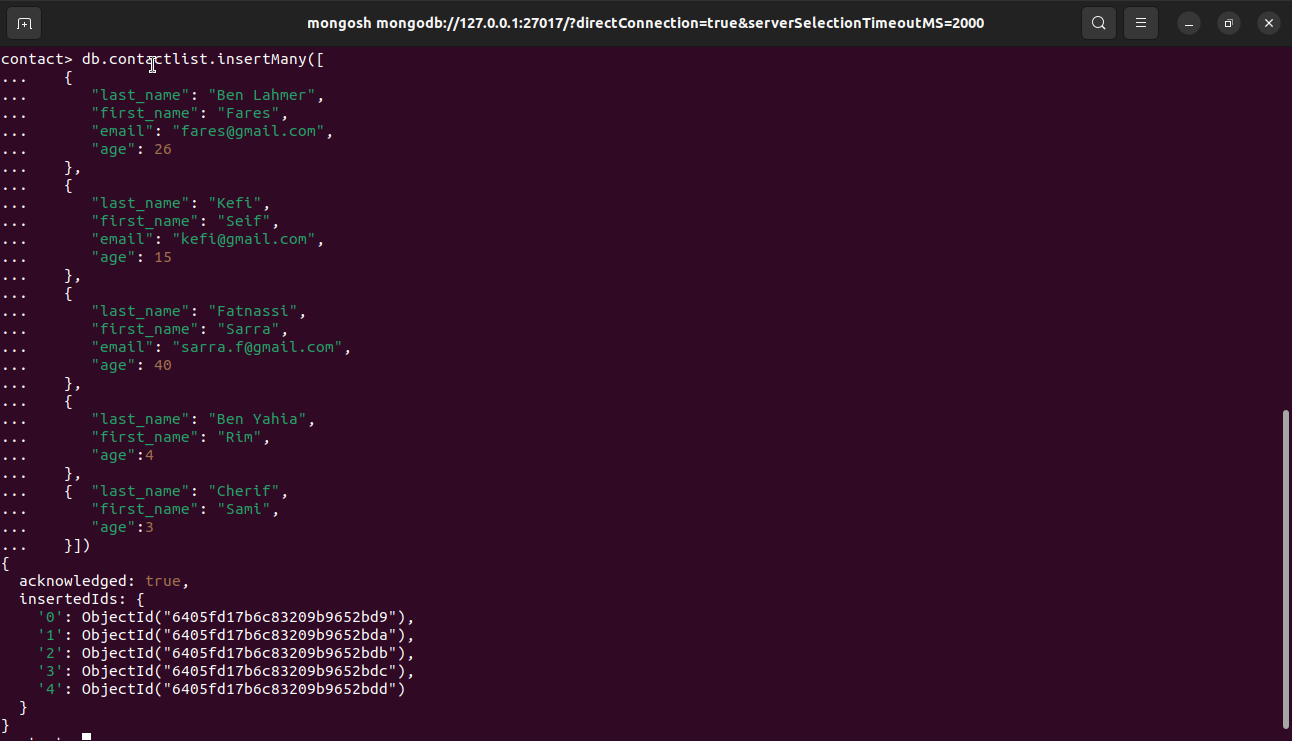 mongosh mongodb://127.0.0.1:27017/?directConnection=true&serverSelectionTimeoutMS=2000
contact> db.contactlist.insertMany([
...    {
...       "last_name": "Ben Lahmer",
...       "first_name": "Fares",
...       "email": "fares@gmail.com",
...       "age": 26
...    },
...    {
...       "last_name": "Kefi",
...       "first_name": "Seif",
...       "email": "kefi@gmail.com",
...       "age": 15
...    },
...    {
...       "last_name": "Fatnassi",
...       "first_name": "Sarra",
...       "email": "sarra.f@gmail.com",
...       "age": 40
...    },
...    {
...       "last_name": "Ben Yahia",
...       "first_name": "Rim",
...       "age":4
...    },
...    {  "last_name": "Cherif",
...       "first_name": "Sami",
...       "age":3
...    }])
{
  acknowledged: true,
  insertedIds: {
    '0': ObjectId("6405fd17b6c83209b9652bd9"),
    '1': ObjectId("6405fd17b6c83209b9652bda"),
    '2': ObjectId("6405fd17b6c83209b9652bdb"),
    '3': ObjectId("6405fd17b6c83209b9652bdc"),
    '4': ObjectId("6405fd17b6c83209b9652bdd")
  }
}